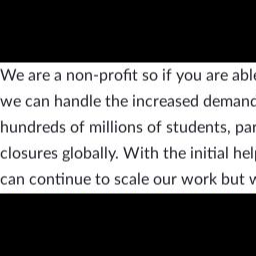 We are a non-profit so if you are able
we can handle the increased demand
hundreds of millions of students, par
closures globally. With the initial help
can continue to scale our work but w